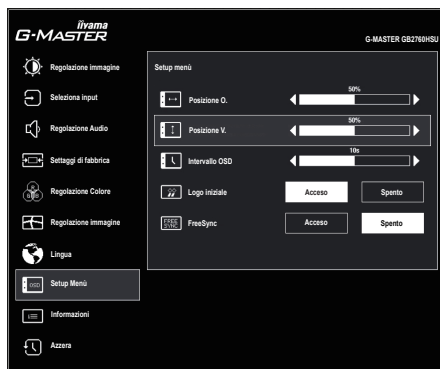 iiyama
G-MASTER
G-MASTER GB2760HSU
Regolazione immagine
Seleziona input
Regolazione Audio
Settaggi di fabbrica
Regolazione Colore
Regolazione immagine
Lingua
OSD Setup Menù
Informazioni
Azzera
Setup menù
Posizione O.
50%
Posizione V.
50%
Intervallo OSD
10s
Logo iniziale
Acceso
Spento
FREE
SYNC
FreeSync
Acceso
Spento